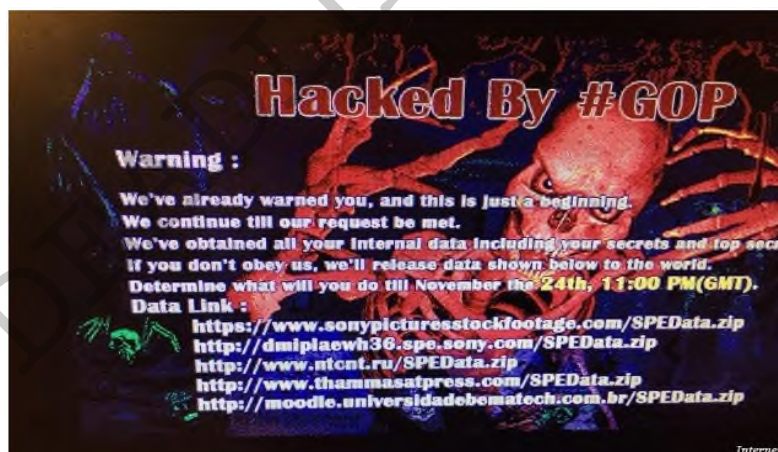 Hacked By #GOP
Warning :
We've already warned you, and this is just a beginning.
We continue till our request be met.
We've obtained all your internal data including your secrets and top secr
If you don't obey us, we'll release data shown below to the world.
Determine what will you do till November the 24th, 11:00 PM(GMT).
Data Link :
https://www.sonypicturesstockfootage.com/SPEData.zip
http://dmiplaewh36.spe.sony.com/SPEData.zip
http://www.ntcnt.ru/SPEData.zip
http://www.thammasatpress.com/SPEData.zip
http://moodle.universidadebematech.com.br/SPEData.zip
Interne